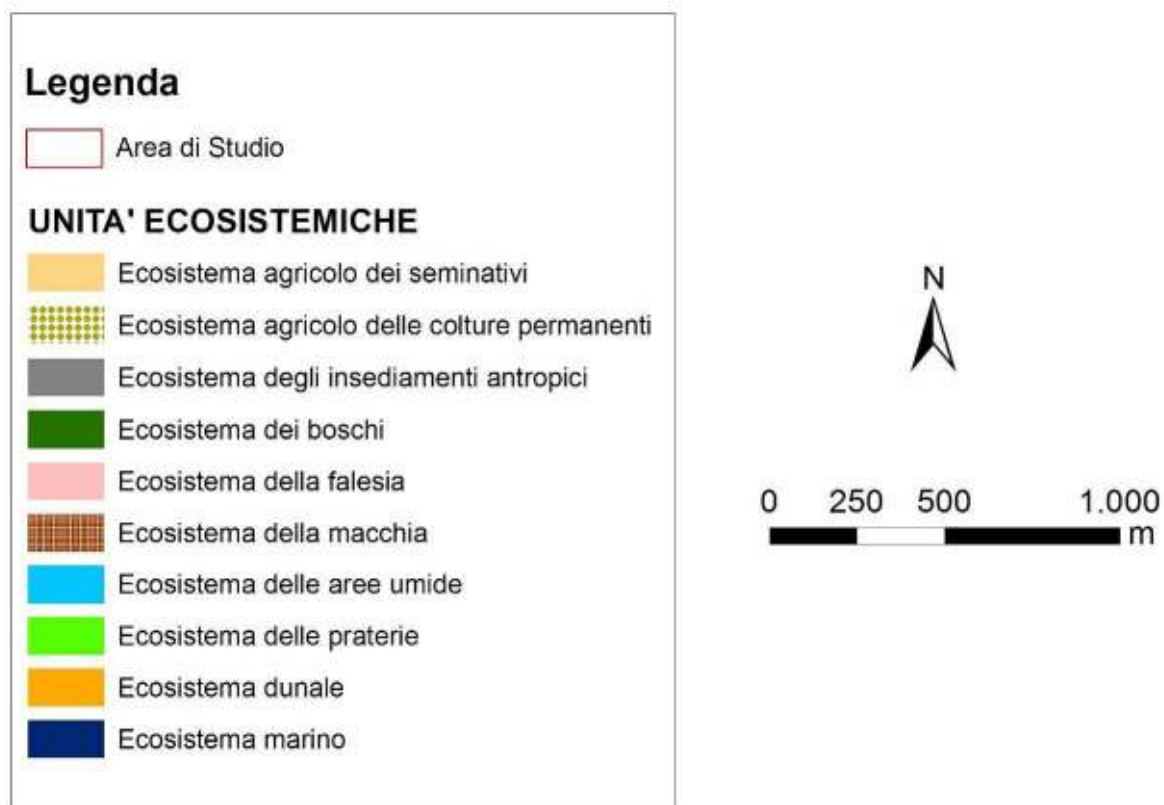 Legenda
Area di Studio
UNITA' ECOSISTEMICHE
Ecosistema agricolo dei seminativi
Ecosistema agricolo delle colture permanenti
Ecosistema degli insediamenti antropici
Ecosistema dei boschi
Ecosistema della falesia
Ecosistema della macchia
Ecosistema delle aree umide
Ecosistema delle praterie
Ecosistema dunale
Ecosistema marino
N
0 250 500 1.000
m